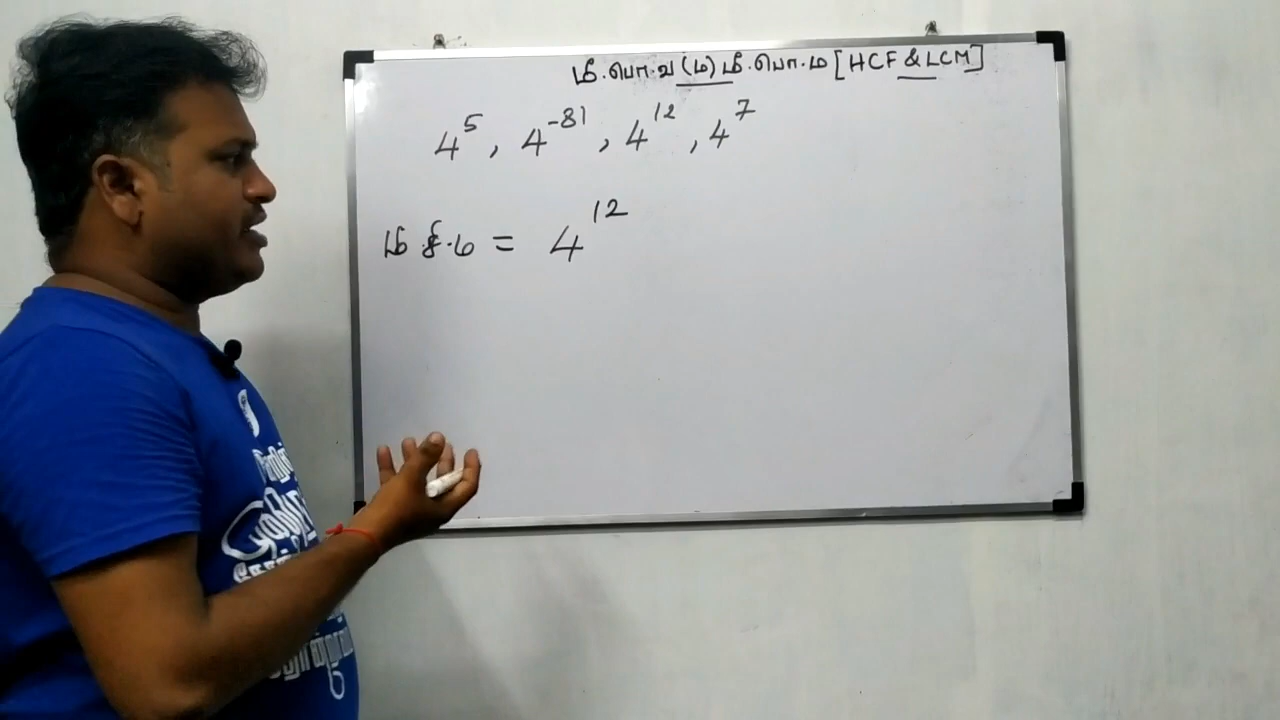 மீ.பொ.வ (ம) மீ.பொ.ம [HCF & LCM]
4^5, 4^-81, 4^12, 4^7
மீ.சி.ம = 4^12